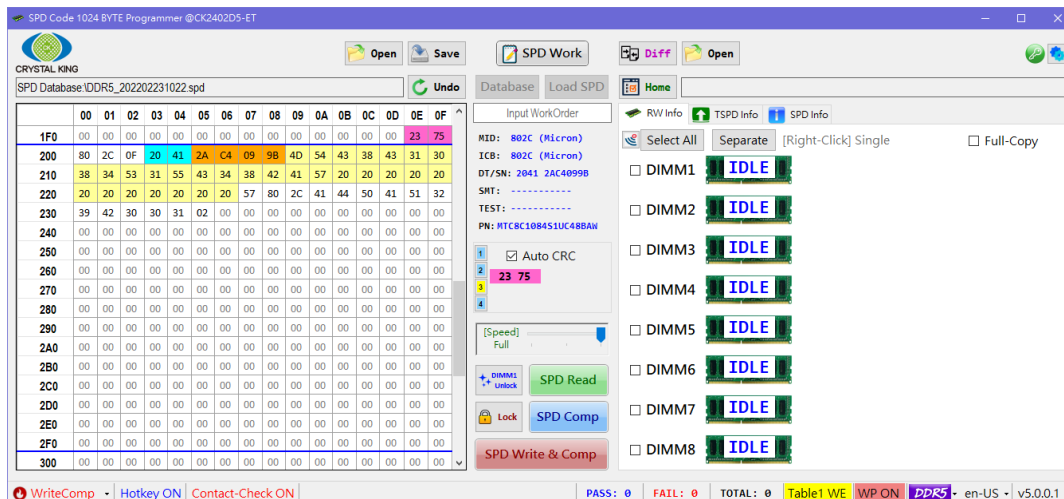 SPD Code 1024 BYTE Programmer @CK2402D5-ET
CRYSTAL KING
Open Save SPD Work Diff Open
SPD Database:\DDR5_202202231022.spd Undo Database Load SPD Home
00 01 02 03 04 05 06 07 08 09 0A 0B 0C 0D 0E 0F
1F0 00 00 00 00 00 00 00 00 00 00 00 00 00 00 23 75
200 80 2C 0F 20 41 2A C4 09 9B 4D 54 43 38 43 31 30
210 38 34 53 31 55 43 34 38 42 41 57 20 20 20 20 20
220 20 20 20 20 20 20 20 57 80 2C 41 44 50 41 51 32
230 39 42 30 30 31 02 00 00 00 00 00 00 00 00 00 00
240 00 00 00 00 00 00 00 00 00 00 00 00 00 00 00 00
250 00 00 00 00 00 00 00 00 00 00 00 00 00 00 00 00
260 00 00 00 00 00 00 00 00 00 00 00 00 00 00 00 00
270 00 00 00 00 00 00 00 00 00 00 00 00 00 00 00 00
280 00 00 00 00 00 00 00 00 00 00 00 00 00 00 00 00
290 00 00 00 00 00 00 00 00 00 00 00 00 00 00 00 00
2A0 00 00 00 00 00 00 00 00 00 00 00 00 00 00 00 00
2B0 00 00 00 00 00 00 00 00 00 00 00 00 00 00 00 00
2C0 00 00 00 00 00 00 00 00 00 00 00 00 00 00 00 00
2D0 00 00 00 00 00 00 00 00 00 00 00 00 00 00 00 00
2E0 00 00 00 00 00 00 00 00 00 00 00 00 00 00 00 00
2F0 00 00 00 00 00 00 00 00 00 00 00 00 00 00 00 00
300 00 00 00 00 00 00 00 00 00 00 00 00 00 00 00 00
Input WorkOrder
MID: 802C (Micron)
ICB: 802C (Micron)
DT/SN: 2041 2AC4099B
SMT: -----------
TEST: -----------
PN:MTC8C1084S1UC48BAW
1
2
3
4
Auto CRC
23 75
[Speed]
Full
DIMM1
Unlock
SPD Read
Lock
SPD Comp
SPD Write & Comp
RW Info TSPD Info SPD Info
Select All Separate [Right-Click] Single Full-Copy
DIMM1 IDLE
DIMM2 IDLE
DIMM3 IDLE
DIMM4 IDLE
DIMM5 IDLE
DIMM6 IDLE
DIMM7 IDLE
DIMM8 IDLE
WriteComp Hotkey ON Contact-Check ON PASS: 0 FAIL: 0 TOTAL: 0 Table1 WE WP ON DDR5 en-US v5.0.0.1